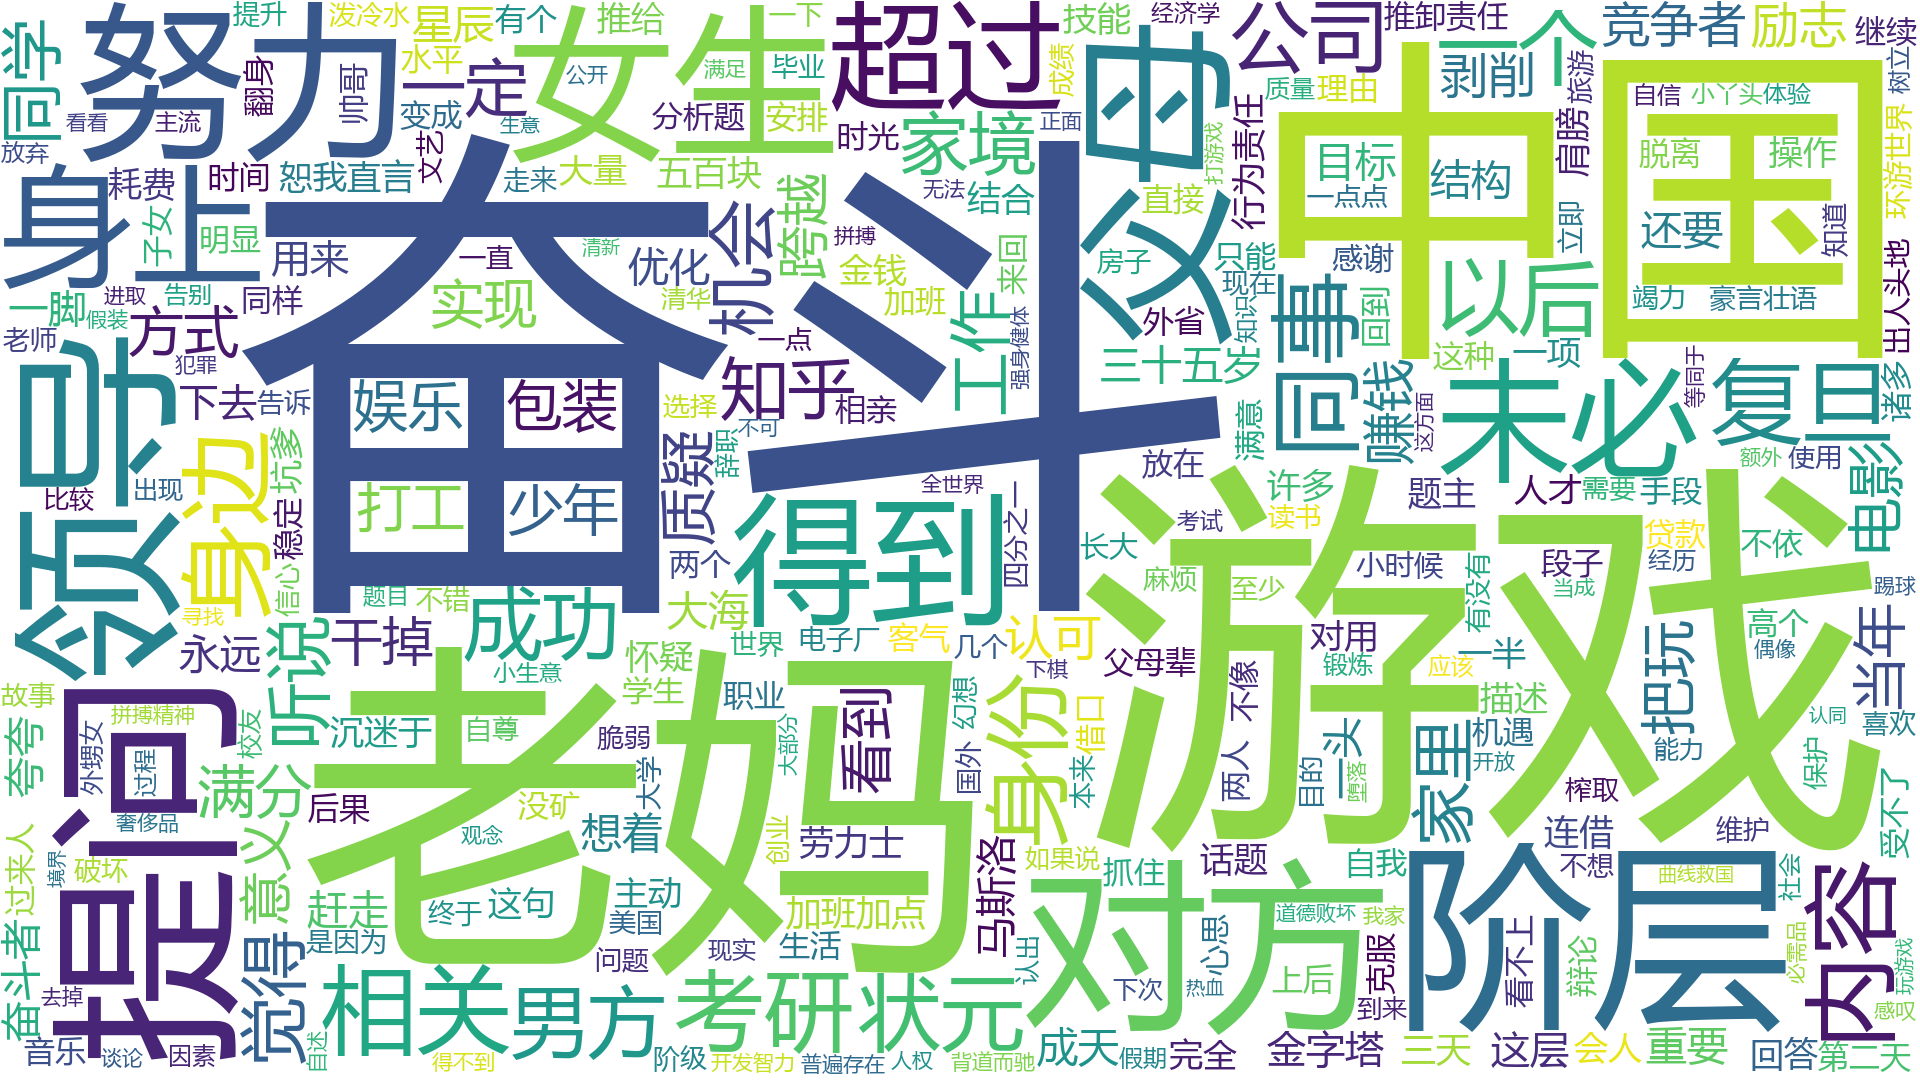 提升
泼冷水
星辰
有个
推给
一下
超过
技能
经济学
公司
推卸责任
一个
竞争者
励志
继续
同学
努力
翻身
帅哥
水平
一定
女生
公开
满足
毕业
成绩
父母
质量
理由
剥削
旅游
树立
看看
主流
变成
生意
分析题
安排
时光
家境
正面
打游戏
行为责任
中国
目标
结构
肩膀
自信
小丫头
体验
脱离
操作
环游世界
放弃
身上
耗费
时间
恕我直言
文艺
走来
大量
五百块
跨越
无法
结合
直接
一点点
立即
还要
知道
子女
明显
用来
奋斗
一直
清新
优化
机会
拼搏
金钱
来回
房子
只能
现在
感谢
竭力
豪言壮语
出人头地
一脚
进取
告别
同样
假装
实现
清华
加班
工作
强身健体
外省
知识
回到
以后
老师
方式
犯罪
一点
三十五岁
同事
这种
一项
等同于
领导
下去
告诉
娱乐
包装
选择
知乎
相亲
不可
满意
赚钱
这方面
未必
复旦
诸多
身边
坑爹
质疑
辞职
放在
比较
出现
稳定
打工
少年
全世界
四分之一
许多
题主
人才
需要
手段
额外
使用
电影
得到
考试
读书
游戏
贷款
不依
信心
两个
长大
麻烦
至少
小时候
有没有
段子
当成
经历
踢球
寻找
题目
不错
成功
大海
永远
听说
干掉
小生意
怀疑
世界
电子厂
客气
几个
认可
下棋
父母辈
对用
锻炼
应该
一半
高个
偶像
当年
故事
提问
拼搏精神
校友
沉迷于
自尊
学生
脆弱
职业
大部分
看到
幻想
身份
借口
不像
一头
描述
机遇
把玩
能力
认同
喜欢
夸夸
外甥女
过程
满分
后果
老妈
没矿
大学
国外
本来
两人
目的
堕落
家里
开放
榨取
保护
受不了
奢侈品
观念
想着
创业
劳力士
马斯洛
如果说
抓住
话题
自我
连借
维护
不想
过来人
境界
破坏
意义
赶走
终于
这句
主动
美国
加班加点
对方
道德败坏
我家
阶层
曲线救国
社会
内容
奋斗者
去掉
觉得
是因为
问题
现实
生活
认出
下次
热血
心思
上后
克服
到来
看不上
辩论
必需品
玩游戏
感叹
音乐
谈论
因素
自述
相关
男方
得不到
阶级
考研
状元
开发智力
普遍存在
人权
背道而驰
成天
假期
完全
金字塔
三天
这层
会人
重要
回答
第二天